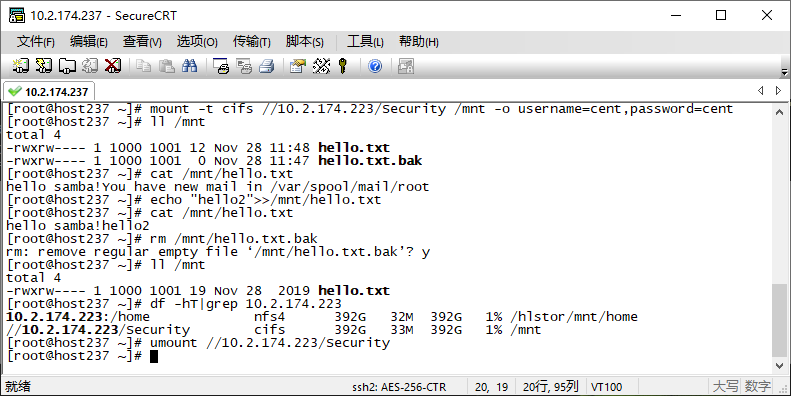 10.2.174.237 - SecureCRT
文件(F) 编辑(E) 查看(V) 选项(O) 传输(T) 脚本(S) 工具(L) 帮助(H)
10.2.174.237
[root@host237 ~]# mount -t cifs //10.2.174.223/Security /mnt -o username=cent,password=cent
[root@host237 ~]# ll /mnt
total 4
-rwxrw---- 1 1000 1001 12 Nov 28 11:48 hello.txt
-rwxrw---- 1 1000 1001  0 Nov 28 11:47 hello.txt.bak
[root@host237 ~]# cat /mnt/hello.txt
hello samba!You have new mail in /var/spool/mail/root
[root@host237 ~]# echo "hello2">>/mnt/hello.txt
[root@host237 ~]# cat /mnt/hello.txt
hello samba!hello2
[root@host237 ~]# rm /mnt/hello.txt.bak
rm: remove regular empty file ‘/mnt/hello.txt.bak’? y
[root@host237 ~]# ll /mnt
total 4
-rwxrw---- 1 1000 1001 19 Nov 28  2019 hello.txt
[root@host237 ~]# df -hT|grep 10.2.174.223
10.2.174.223:/home           nfs4      392G   32M  392G   1% /hlstor/mnt/home
//10.2.174.223/Security      cifs      392G   33M  392G   1% /mnt
[root@host237 ~]# umount //10.2.174.223/Security
[root@host237 ~]#
就绪 ssh2: AES-256-CTR 20, 19 20行, 95列 VT100 大写 数字